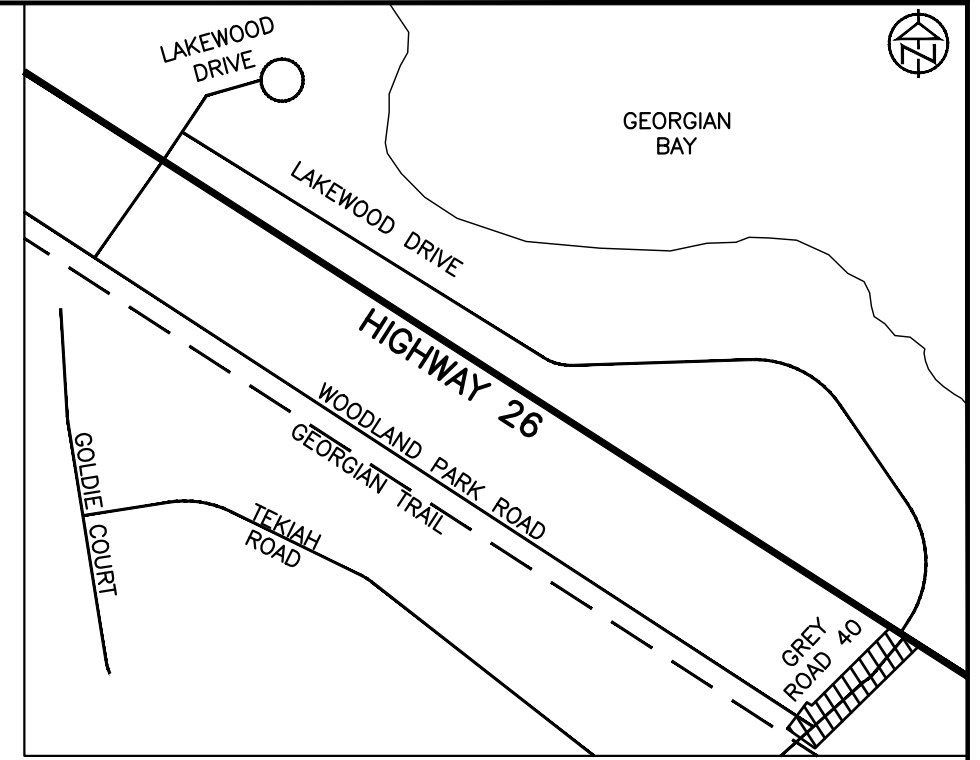 LAKEWOOD
DRIVE
N
GEORGIAN
BAY
LAKEWOOD DRIVE
HIGHWAY 26
WOODLAND PARK ROAD
GEORGIAN TRAIL
GOLDIE COURT
TEKIAH
ROAD
GREY
ROAD 40